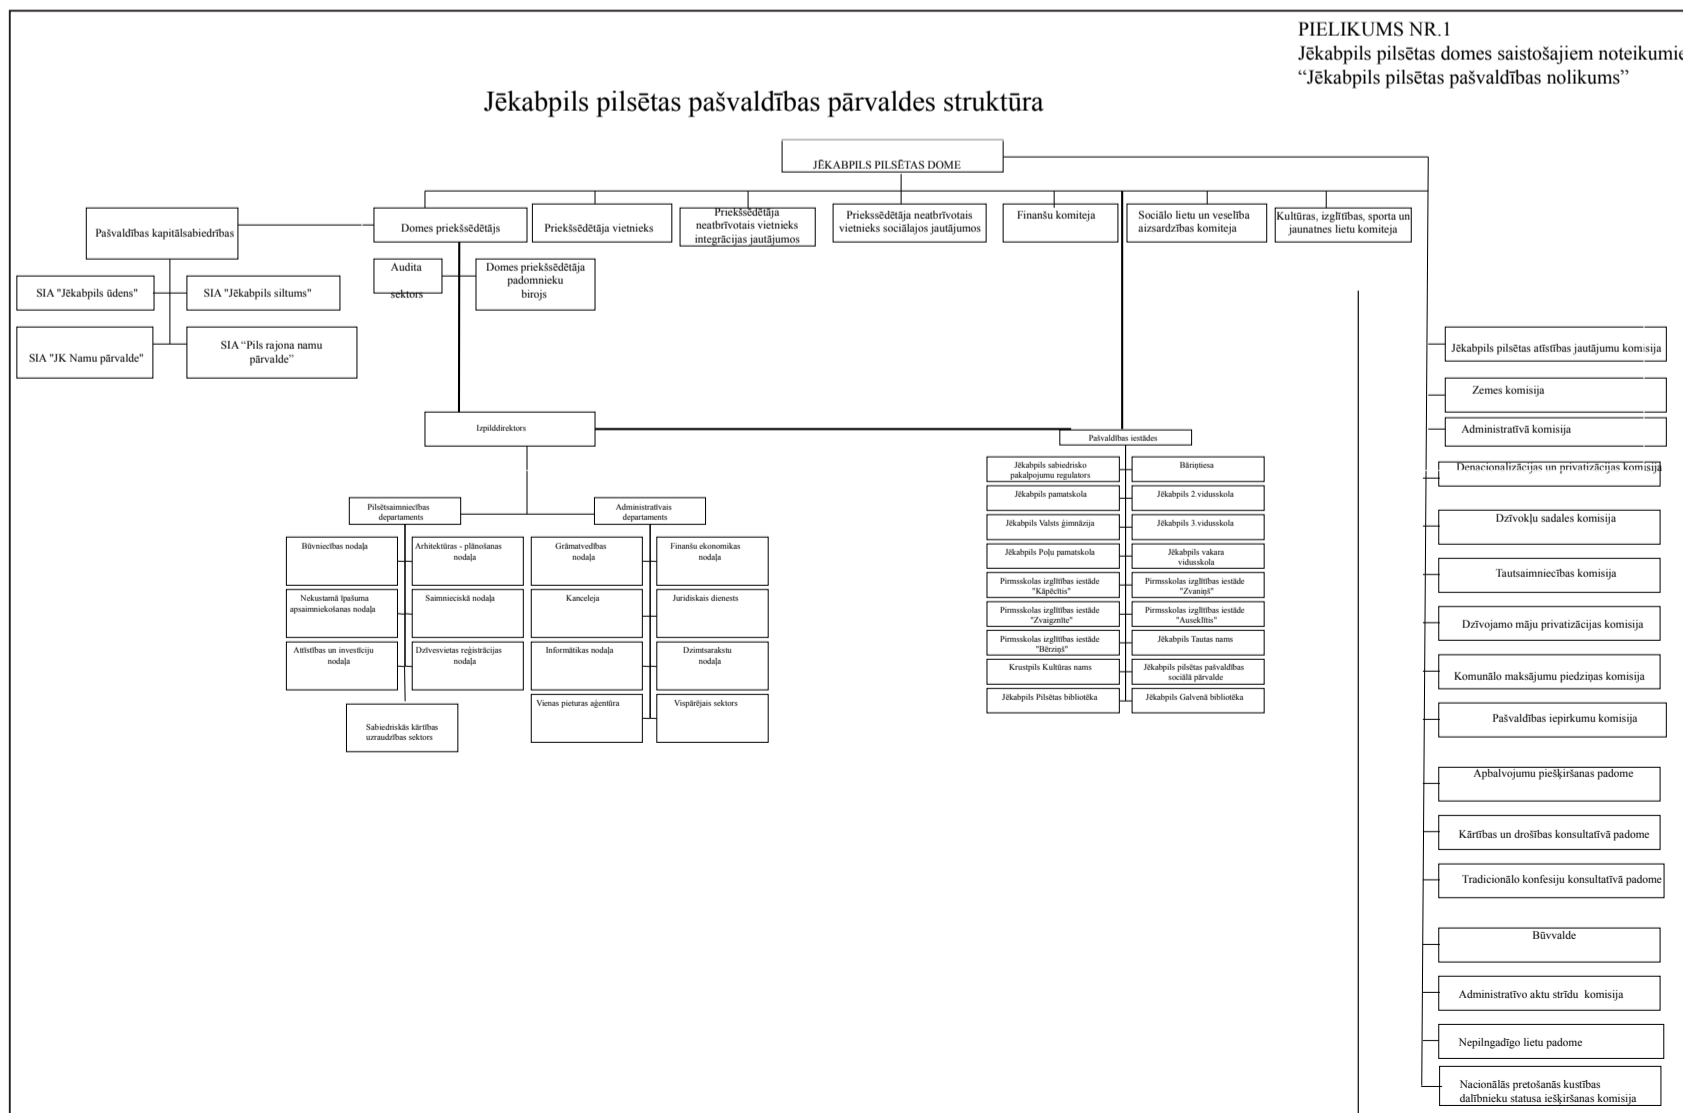 PIELIKUMS NR.1
Jēkabpils pilsētas domes saistošajiem noteikumie
“Jēkabpils pilsētas pašvaldības nolikums”
Jēkabpils pilsētas pašvaldības pārvaldes struktūra
JĒKABPILS PILSĒTAS DOME
Pašvaldības kapitālsabiedrības
Domes priekšsēdētājs
Priekšsēdētāja vietnieks
Priekšsēdētāja
neatbrīvotais vietnieks
integrācijas jautājumos
Priekssēdētāja neatbrīvotais
vietnieks sociālajos jautājumos
Finanšu komiteja
Sociālo lietu un veselība
aizsardzības komiteja
Kultūras, izglītības, sporta un
jaunatnes lietu komiteja
Audita
sektors
Domes priekšsēdētāja
padomnieku
birojs
SIA "Jēkabpils ūdens"
SIA "Jēkabpils siltums"
SIA "JK Namu pārvalde"
SIA “Pils rajona namu
pārvalde”
Izpilddirektors
Pašvaldības iestādes
Pilsētsaimniecības
departaments
Administratīvais
departaments
Būvniecības nodaļa
Arhitektūras - plānošanas
nodaļa
Nekustamā īpašuma
apsaimniekošanas nodaļa
Saimnieciskā nodaļa
Attīstības un investīciju
nodaļa
Dzīvesvietas reģistrācijas
nodaļa
Sabiedriskās kārtības
uzraudzības sektors
Grāmatvedības
nodaļa
Finanšu ekonomikas
nodaļa
Kanceleja
Juridiskais dienests
Informātikas nodaļa
Dzimtsarakstu
nodaļa
Vienas pieturas aģentūra
Vispārējais sektors
Jēkabpils sabiedrisko
pakalpojumu regulators
Bāriņtiesa
Jēkabpils pamatskola
Jēkabpils 2.vidusskola
Jēkabpils Valsts ģimnāzija
Jēkabpils 3.vidusskola
Jēkabpils Poļu pamatskola
Jēkabpils vakara
vidusskola
Pirmsskolas izglītības iestāde
"Kāpēcītis"
Pirmsskolas izglītības iestāde
"Zvaniņš"
Pirmsskolas izglītības iestāde
"Zvaigznīte"
Pirmsskolas izglītības iestāde
"Auseklītis"
Pirmsskolas izglītības iestāde
"Bērziņš"
Jēkabpils Tautas nams
Krustpils Kultūras nams
Jēkabpils pilsētas pašvaldības
sociālā pārvalde
Jēkabpils Pilsētas bibliotēka
Jēkabpils Galvenā bibliotēka
Jēkabpils pilsētas atīstības jautājumu komisija
Zemes komisija
Administratīvā komisija
Denacionalizācijas un privatizācijas komisija
Dzīvokļu sadales komisija
Tautsaimniecības komisija
Dzīvojamo māju privatizācijas komisija
Komunālo maksājumu piedziņas komisija
Pašvaldības iepirkumu komisija
Apbalvojumu piešķiršanas padome
Kārtības un drošības konsultatīvā padome
Tradicionālo konfesiju konsultatīvā padome
Būvvalde
Administratīvo aktu strīdu komisija
Nepilngadīgo lietu padome
Nacionālās pretošanās kustības
dalībnieku statusa iešķiršanas komisija